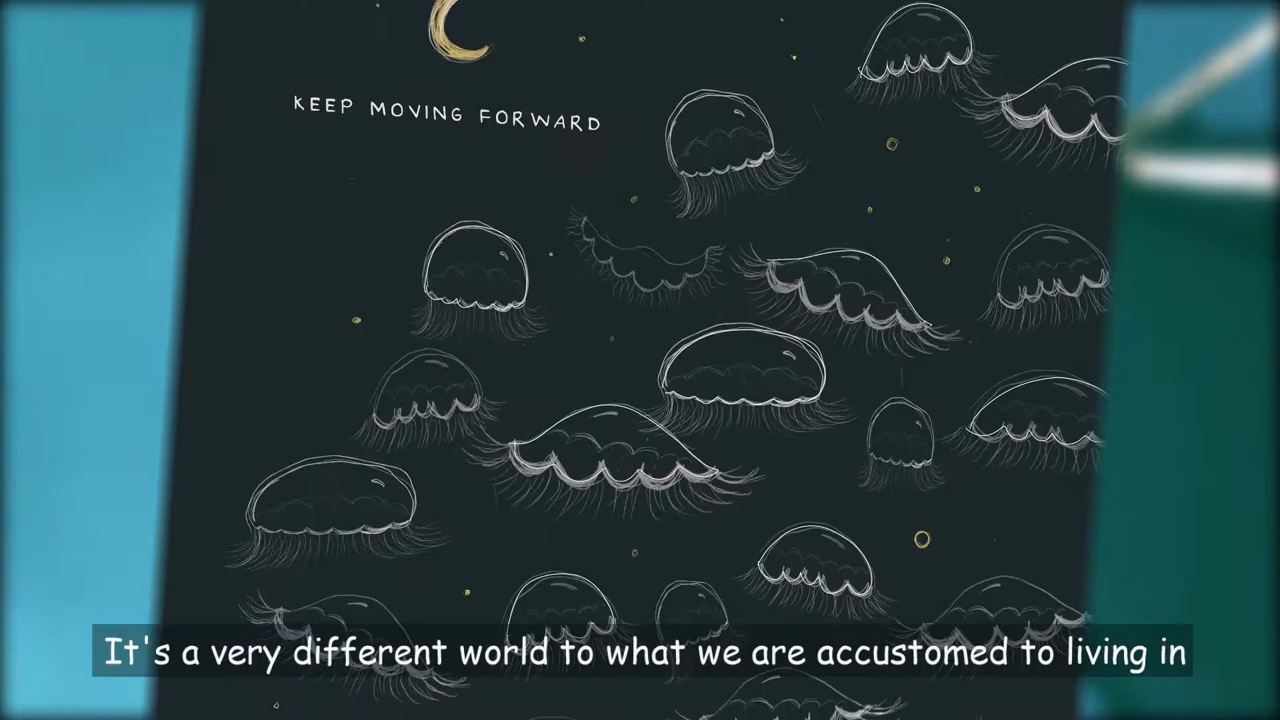 KEEP MOVING FORWARD
It's a very different world to what we are accustomed to living in